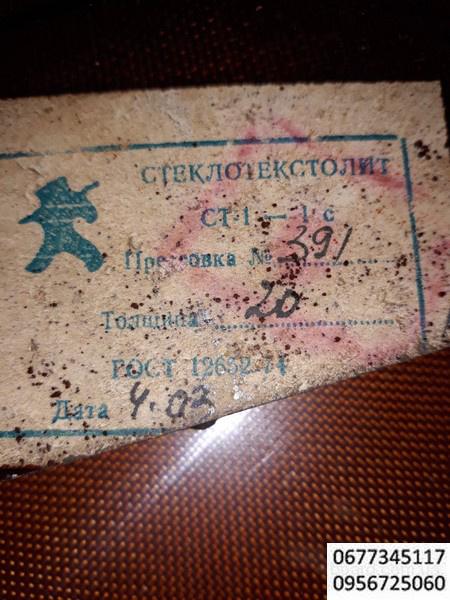 СТЕКЛОТЕКСТОЛИТ
СТ-1 — 1 с
Прессовка № 391
Толщина 20
ГОСТ 12652-74
Дата 4.03
0677345117
0956725060